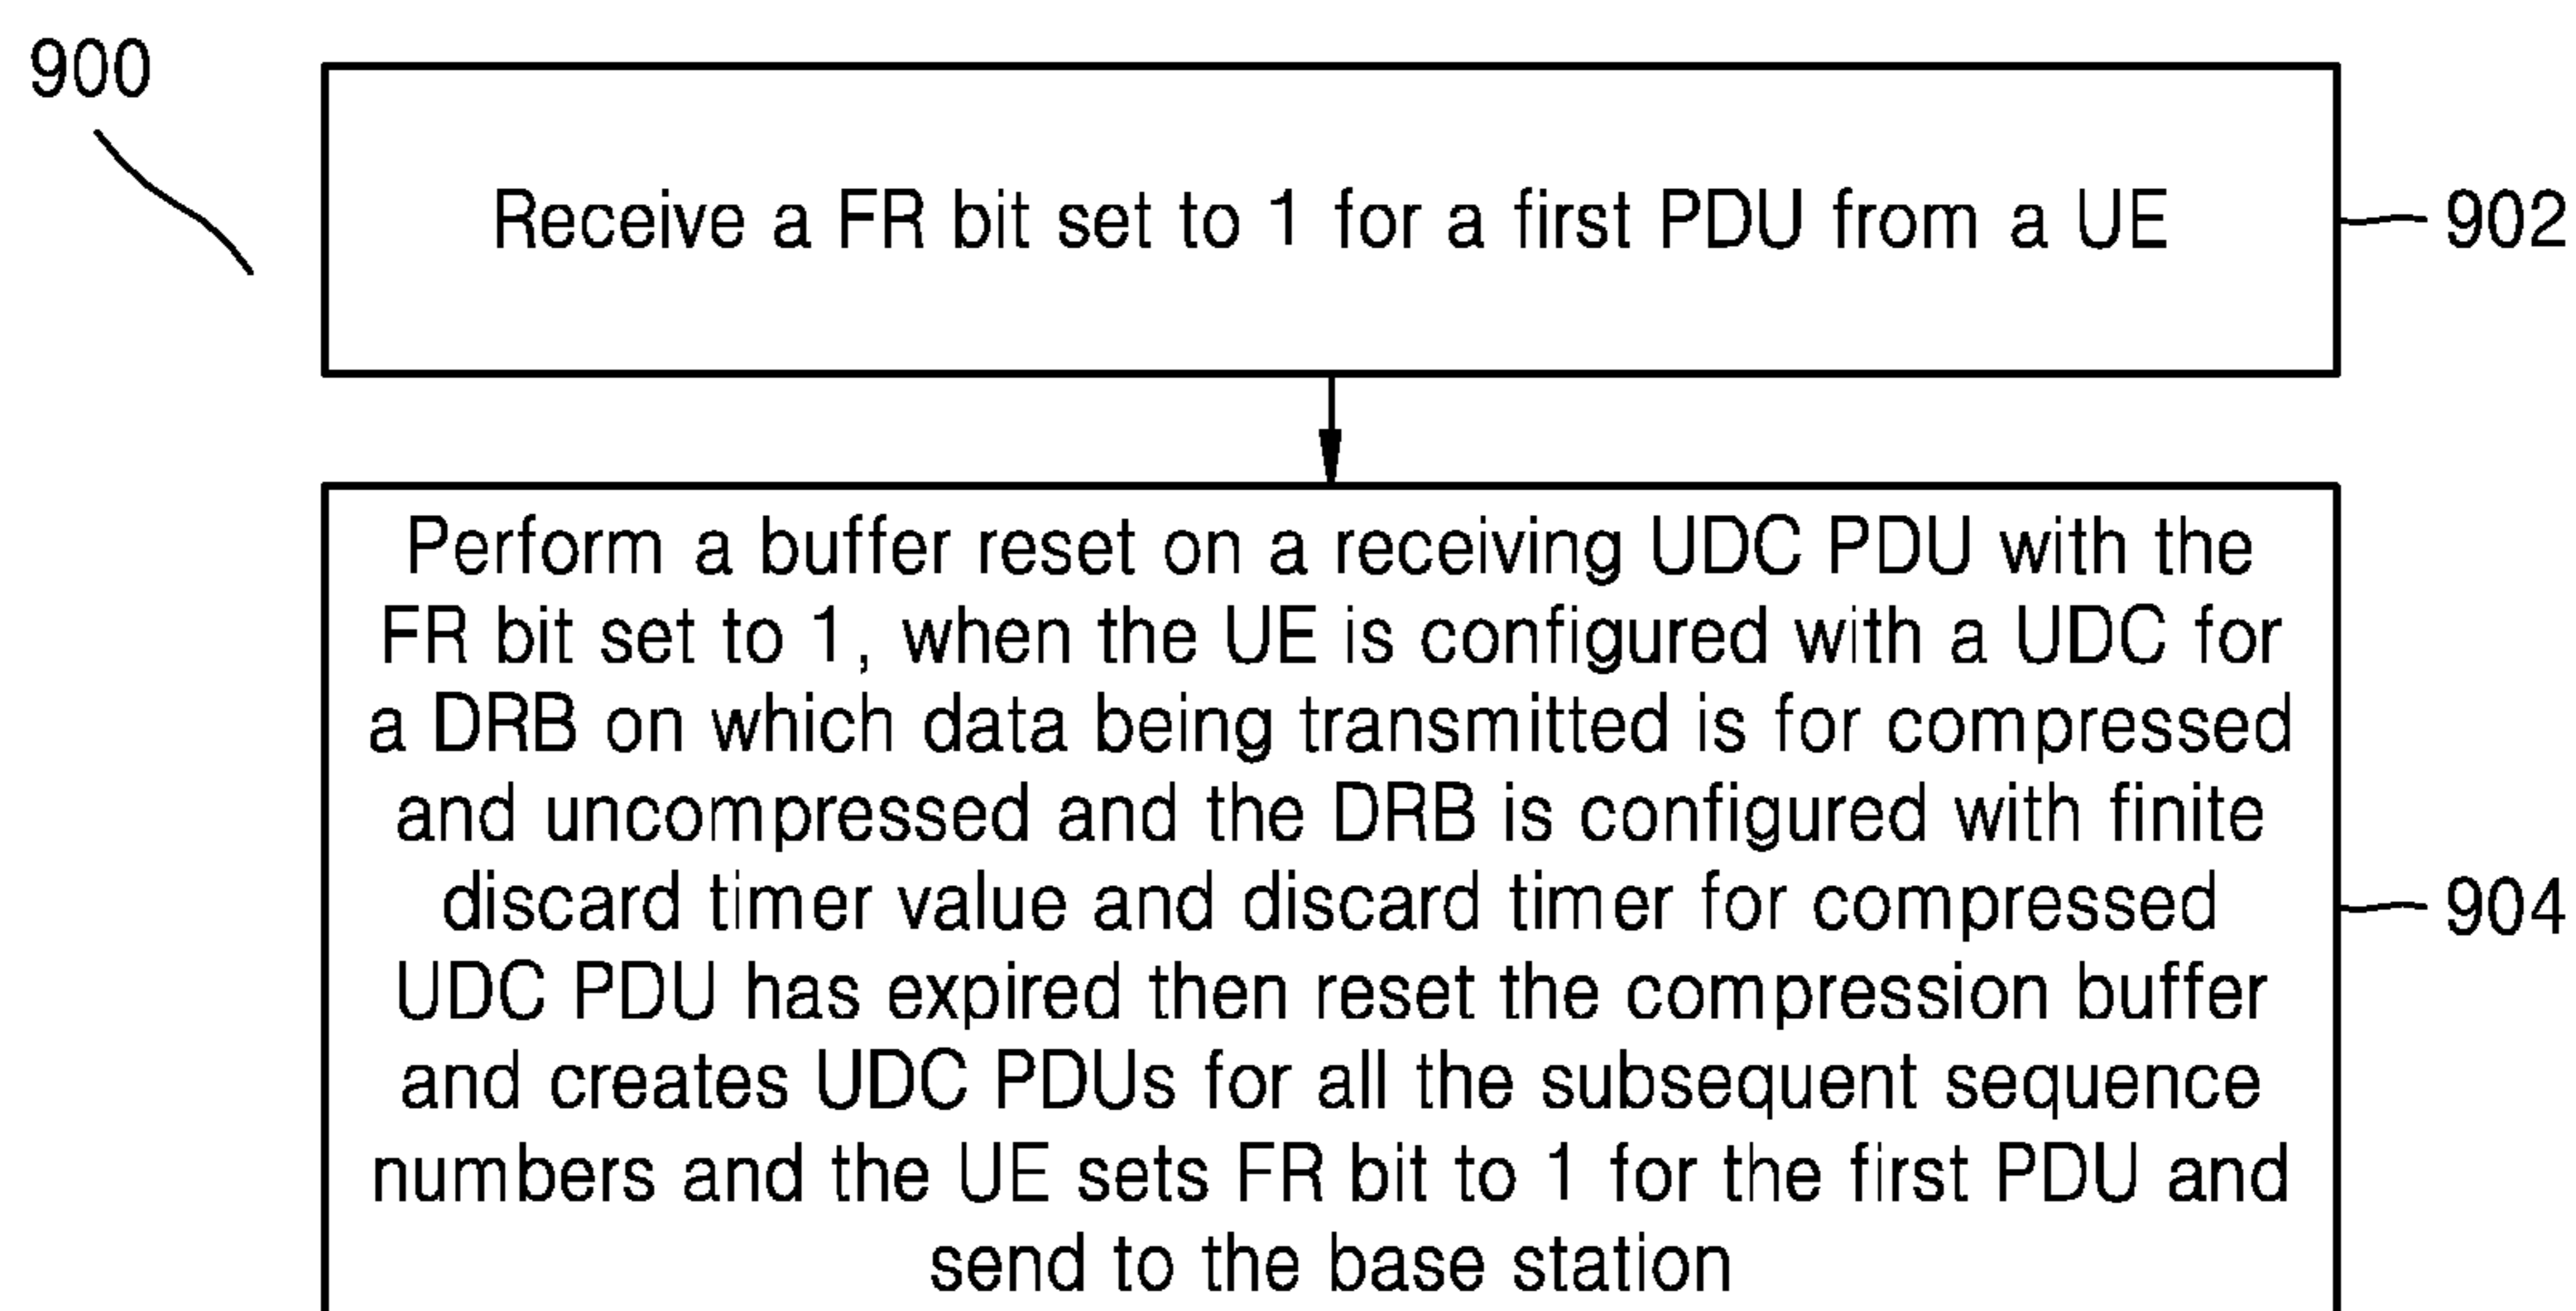 900
Receive a FR bit set to 1 for a first PDU from a UE
902
Perform a buffer reset on a receiving UDC PDU with the
FR bit set to 1, when the UE is configured with a UDC for
a DRB on which data being transmitted is for compressed
and uncompressed and the DRB is configured with finite
discard timer value and discard timer for compressed
904
UDC PDU has expired then reset the compression buffer
and creates UDC PDUs for all the subsequent sequence
numbers and the UE sets FR bit to 1 for the first PDU and
send to the base station